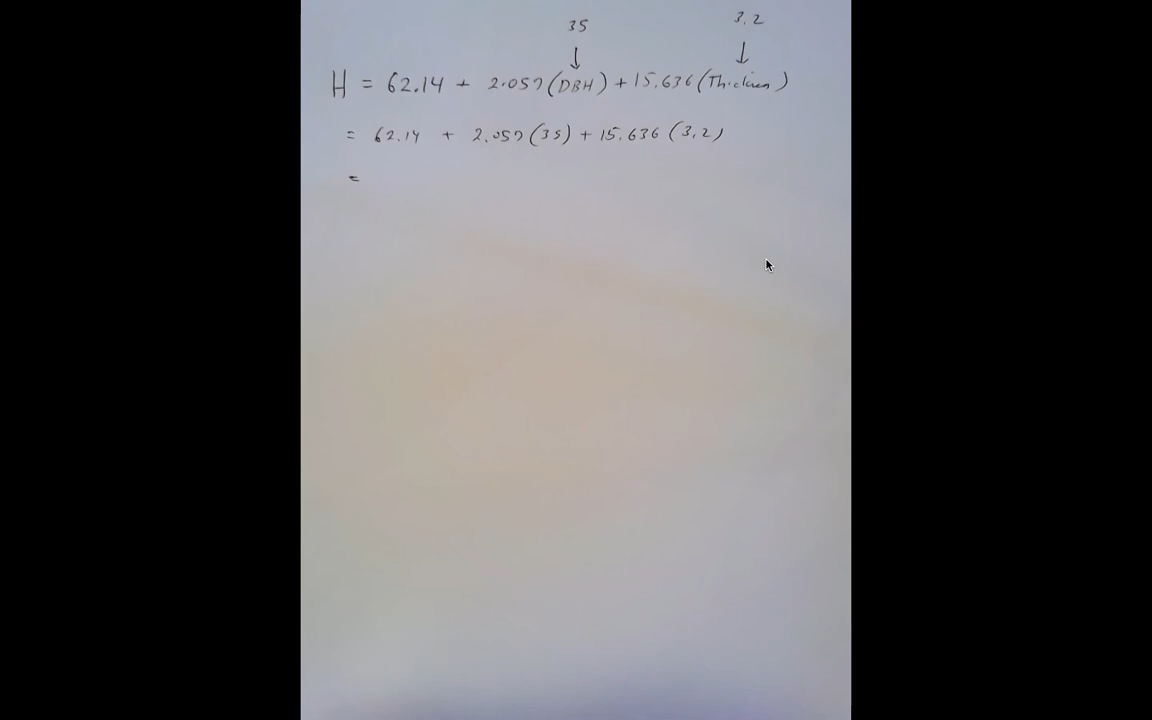 35 3.2
↓ ↓
H = 62.14 + 2.057(DBH) + 15.636(Thickness)
= 62.14 + 2.057(35) + 15.636(3.2)
=